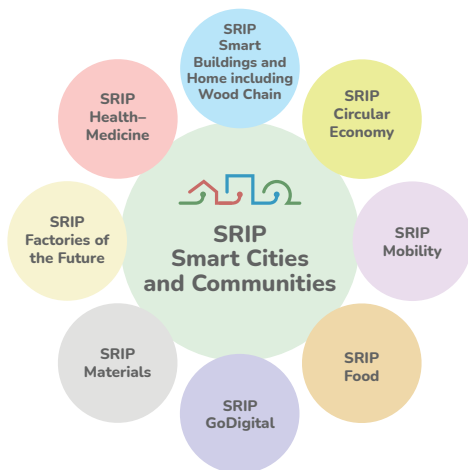 SRIP
Smart
Buildings and
Home including
Wood Chain
SRIP
Circular
Economy
SRIP
Mobility
SRIP
Food
SRIP
GoDigital
SRIP
Materials
SRIP
Factories of
the Future
SRIP
Health–
Medicine
SRIP
Smart Cities
and Communities